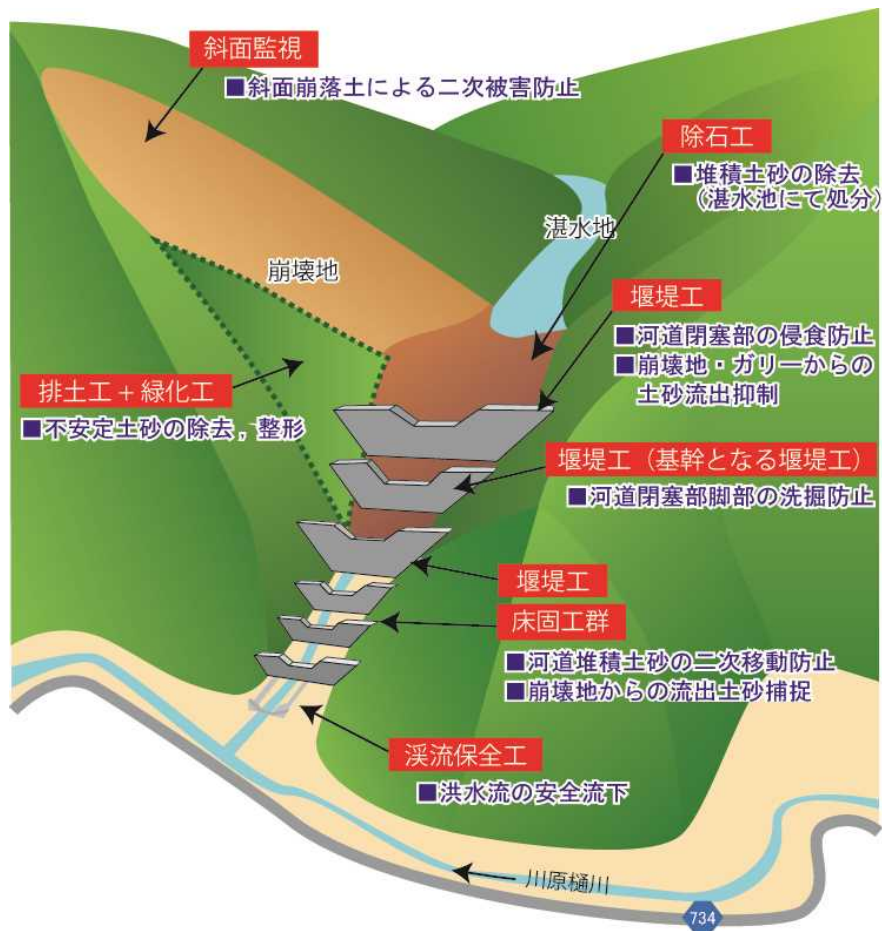 斜面監視
■斜面崩落土による二次被害防止
除石工
■堆積土砂の除去
（湛水池にて処分）
湛水地
崩壊地
堰堤工
■河道閉塞部の侵食防止
■崩壊地・ガリーからの
土砂流出抑制
排土工＋緑化工
■不安定土砂の除去，整形
堰堤工（基幹となる堰堤工）
■河道閉塞部脚部の洗掘防止
堰堤工
床固工群
■河道堆積土砂の二次移動防止
■崩壊地からの流出土砂捕捉
渓流保全工
■洪水流の安全流下
川原樋川
734